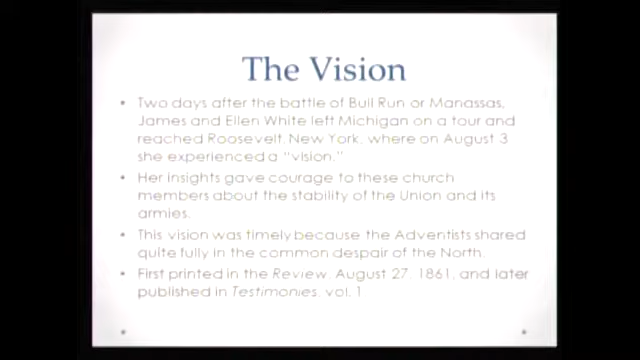 The Vision
• Two days after the battle of Bull Run or Manassas,
James and Ellen White left Michigan on a tour and
reached Roosevelt, New York, where on August 3
she experienced a “vision.”
• Her insights gave courage to these church
members about the stability of the Union and its
armies.
• This vision was timely because the Adventists shared
quite fully in the common despair of the North.
• First printed in the Review, August 27, 1861, and later
published in Testimonies, vol. 1